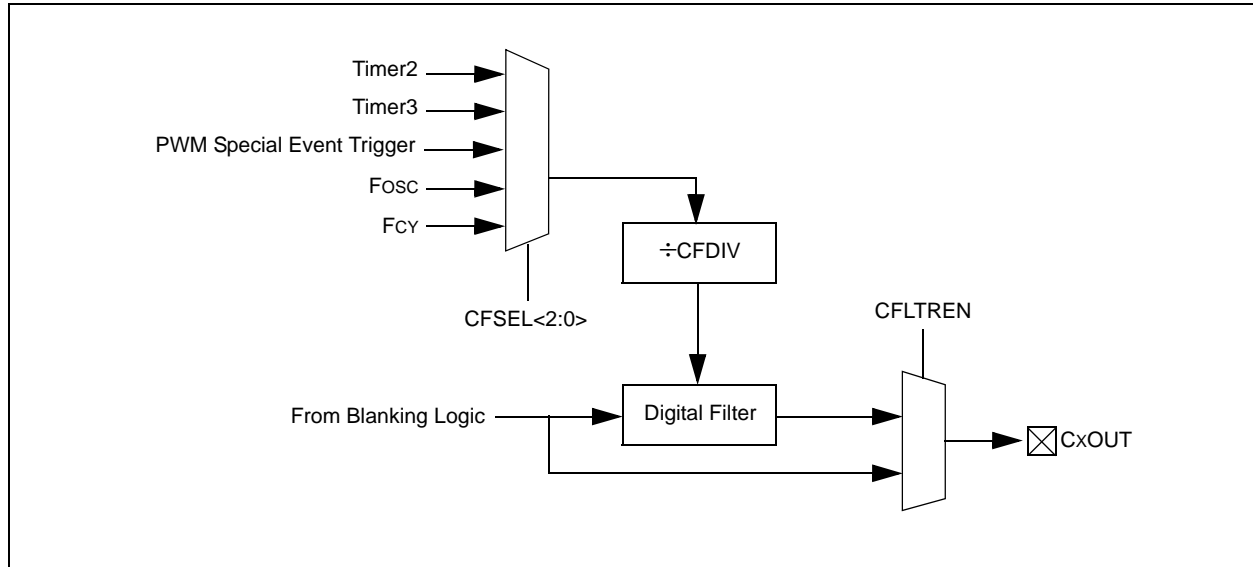 Timer2
Timer3
PWM Special Event Trigger
FOSC
FCY
÷CFDIV
CFSEL<2:0>
CFLTREN
From Blanking Logic
Digital Filter
CxOUT